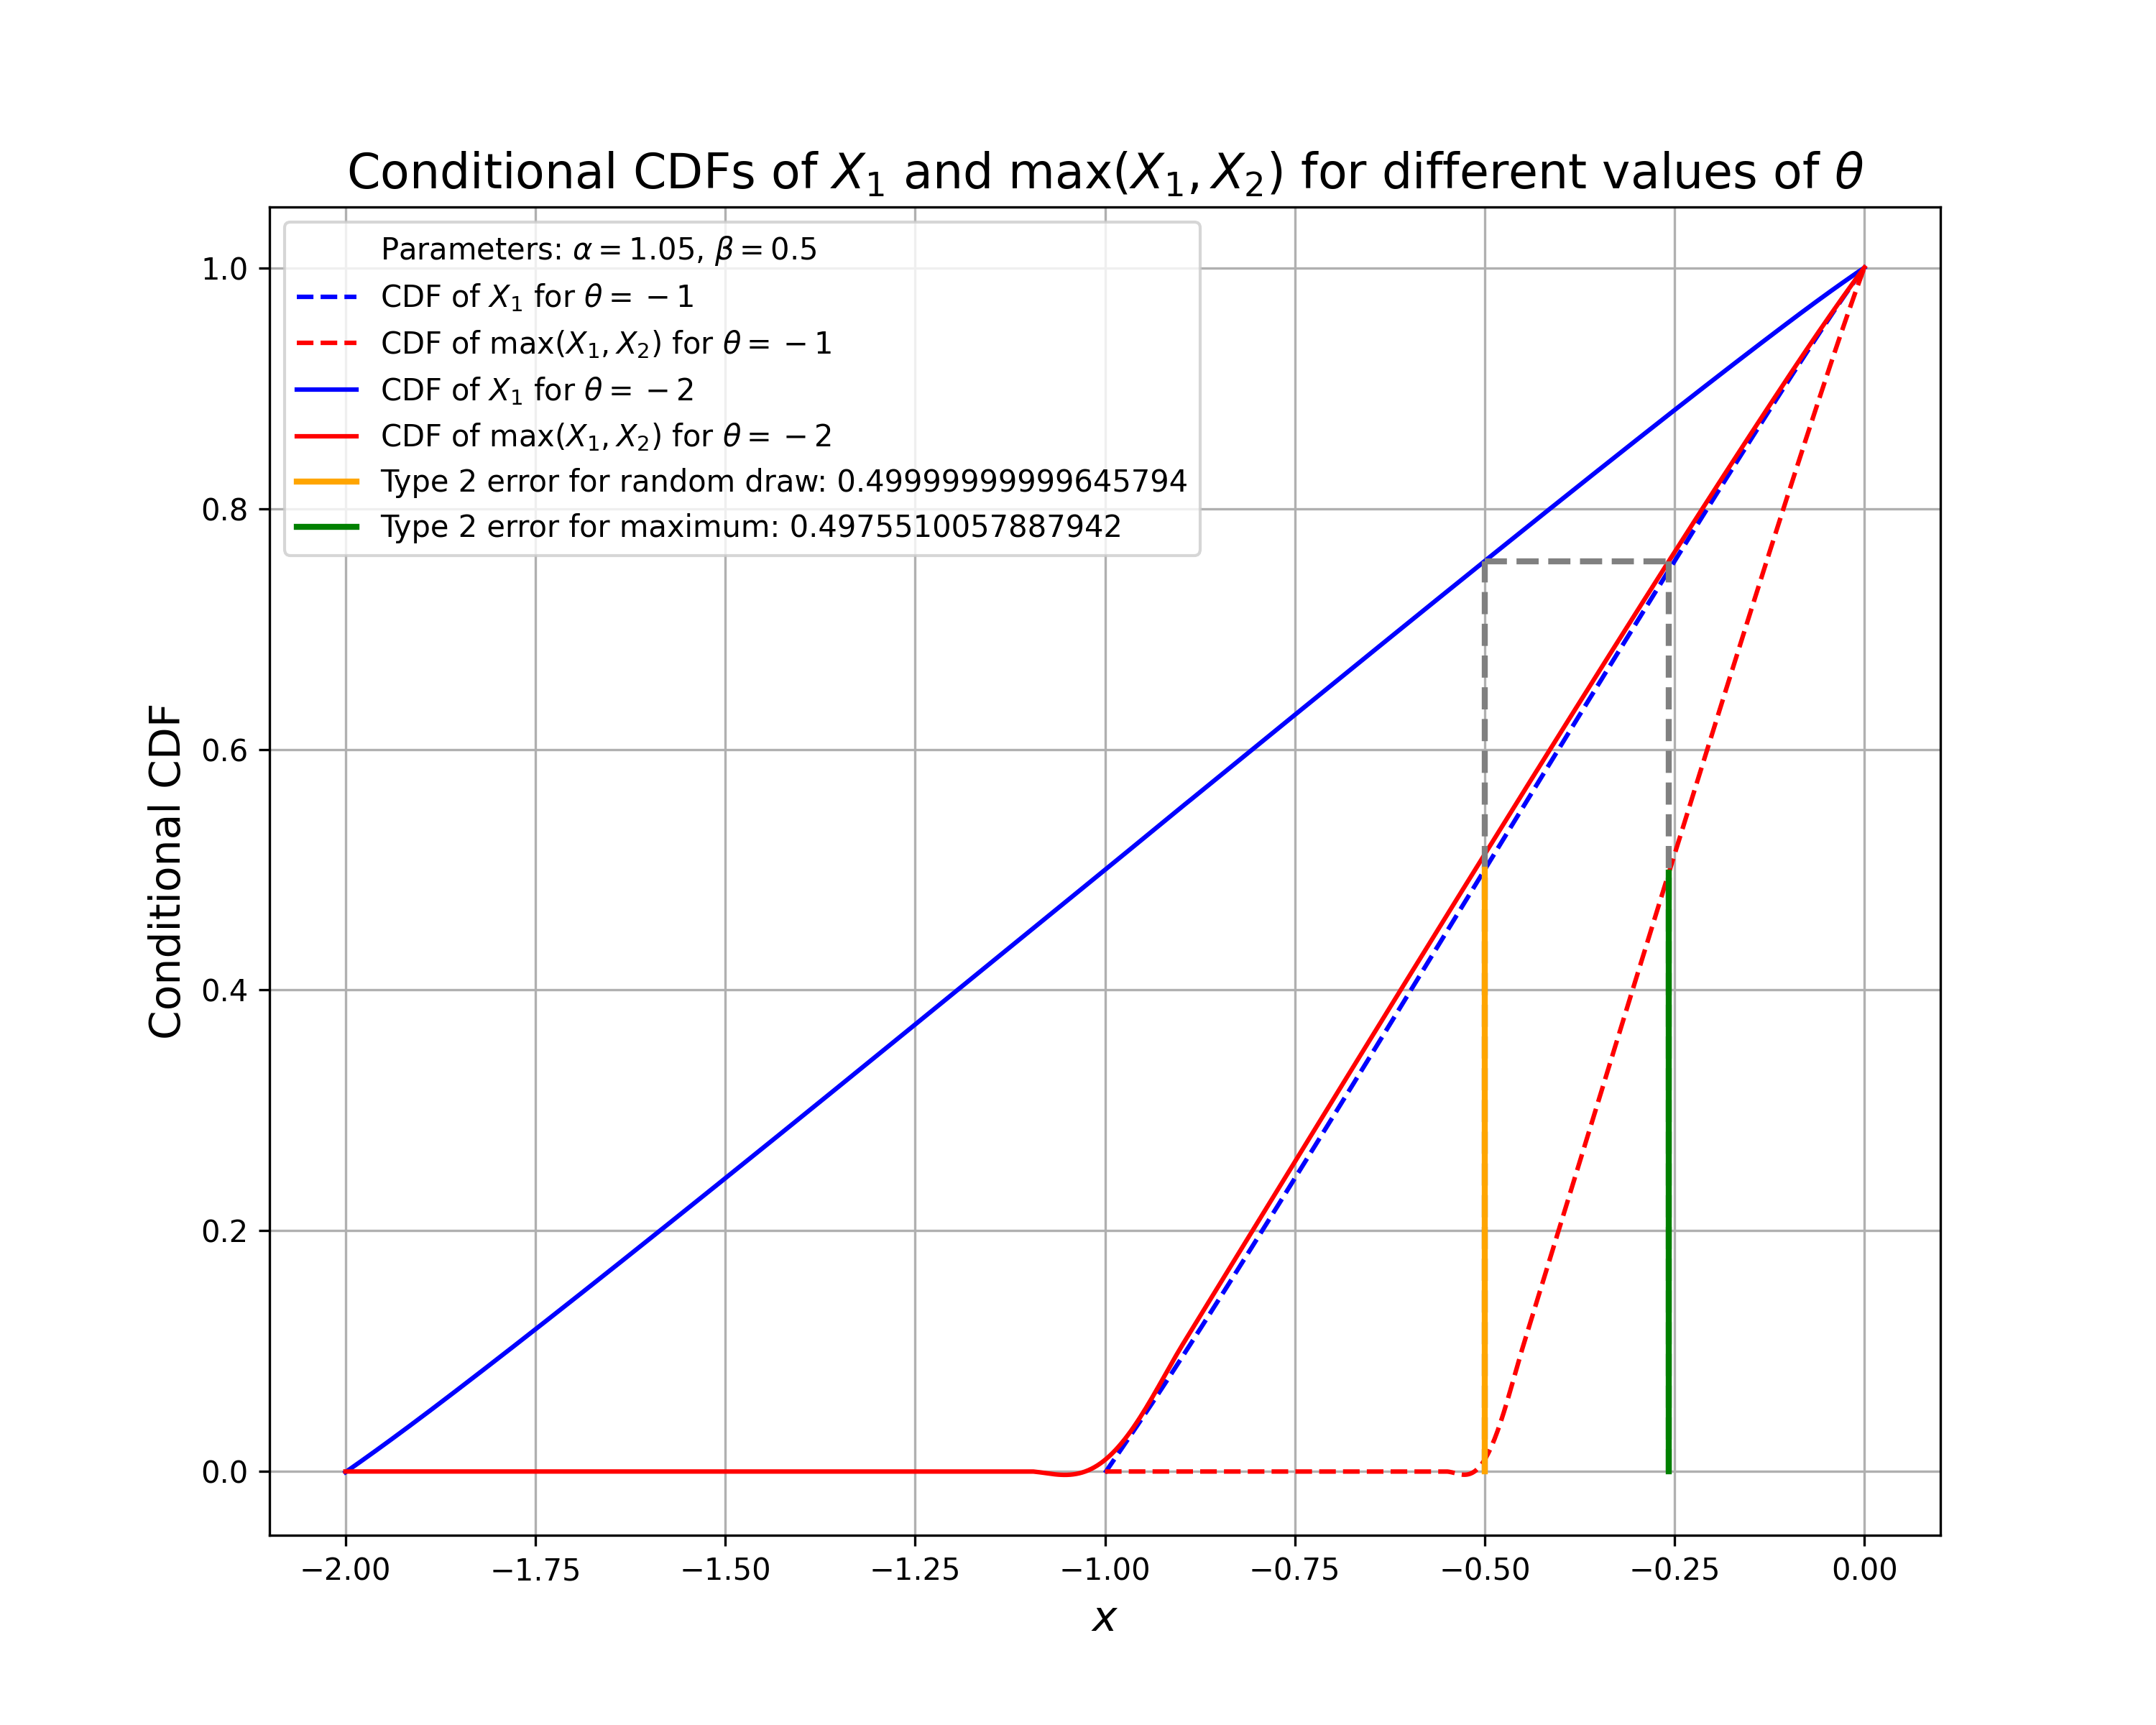 Conditional CDFs of X₁ and max(X₁, X₂) for different values of θ
Parameters: α = 1.05, β = 0.5
CDF of X₁ for θ = −1
CDF of max(X₁, X₂) for θ = −1
CDF of X₁ for θ = −2
CDF of max(X₁, X₂) for θ = −2
Type 2 error for random draw: 0.49999999999645794
Type 2 error for maximum: 0.4975510057887942
1.0
0.8
0.6
0.4
0.2
0.0
Conditional CDF
−2.00 −1.75 −1.50 −1.25 −1.00 −0.75 −0.50 −0.25 0.00
x